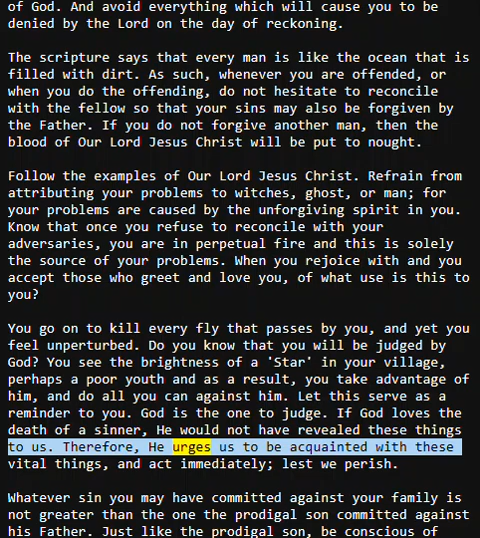 of God. And avoid everything which will cause you to be
denied by the Lord on the day of reckoning.
The scripture says that every man is like the ocean that is
filled with dirt. As such, whenever you are offended, or
when you do the offending, do not hesitate to reconcile
with the fellow so that your sins may also be forgiven by
the Father. If you do not forgive another man, then the
blood of Our Lord Jesus Christ will be put to nought.
Follow the examples of Our Lord Jesus Christ. Refrain from
attributing your problems to witches, ghost, or man; for
your problems are caused by the unforgiving spirit in you.
Know that once you refuse to reconcile with your
adversaries, you are in perpetual fire and this is solely
the source of your problems. When you rejoice with and you
accept those who greet and love you, of what use is this to
you?
You go on to kill every fly that passes by you, and yet you
feel unperturbed. Do you know that you will be judged by
God? You see the brightness of a 'Star' in your village,
perhaps a poor youth and as a result, you take advantage of
him, and do all you can against him. Let this serve as a
reminder to you. God is the one to judge. If God loves the
death of a sinner, He would not have revealed these things
to us. Therefore, He urges us to be acquainted with these
vital things, and act immediately; lest we perish.
Whatever sin you may have committed against your family is
not greater than the one the prodigal son committed against
his Father. Just like the prodigal son, be conscious of